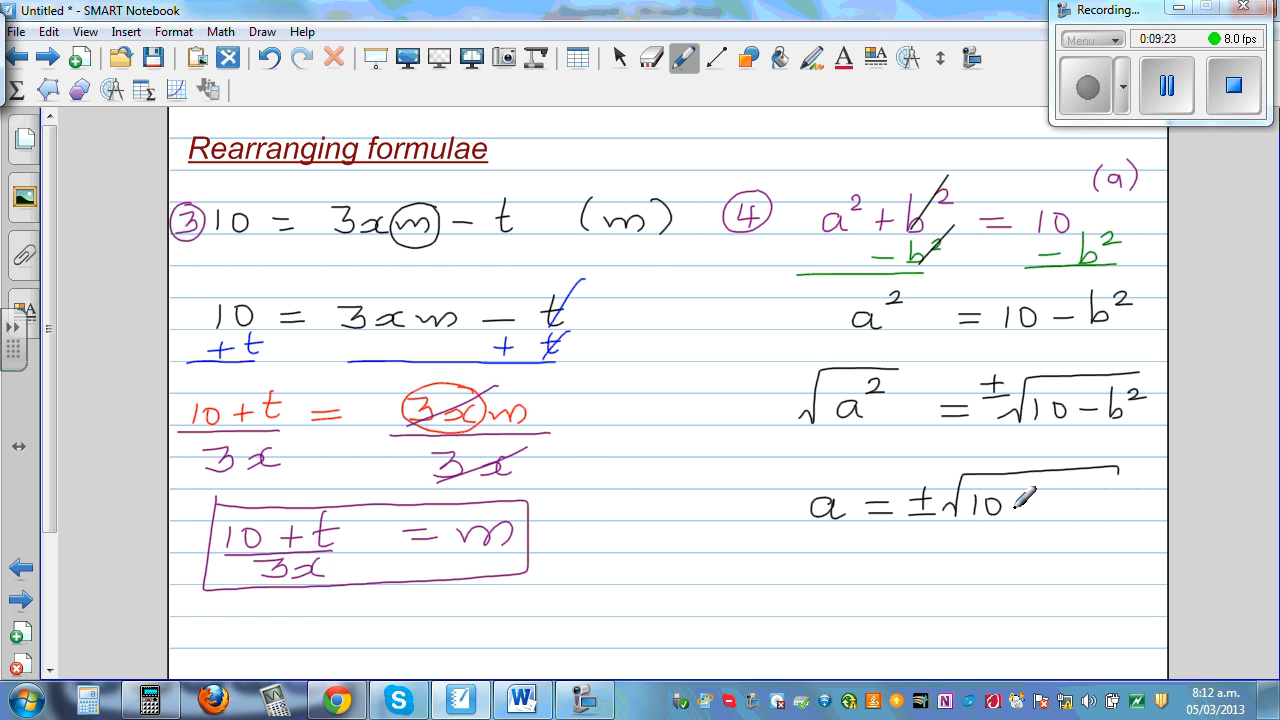 Untitled * - SMART Notebook
File Edit View Insert Format Math Draw Help
Recording...
Menu 0:09:23 8.0 fps
Rearranging formulae
(a)
③ 10 = 3xm - t (m)
10 = 3xm - t
+t + t
10 + t = 3xm
3x 3x
10 + t = m
3x
④ a² + b² = 10
- b² - b²
a² = 10 - b²
√a² = ±√10 - b²
a = ±√10
8:12 a.m.
05/03/2013